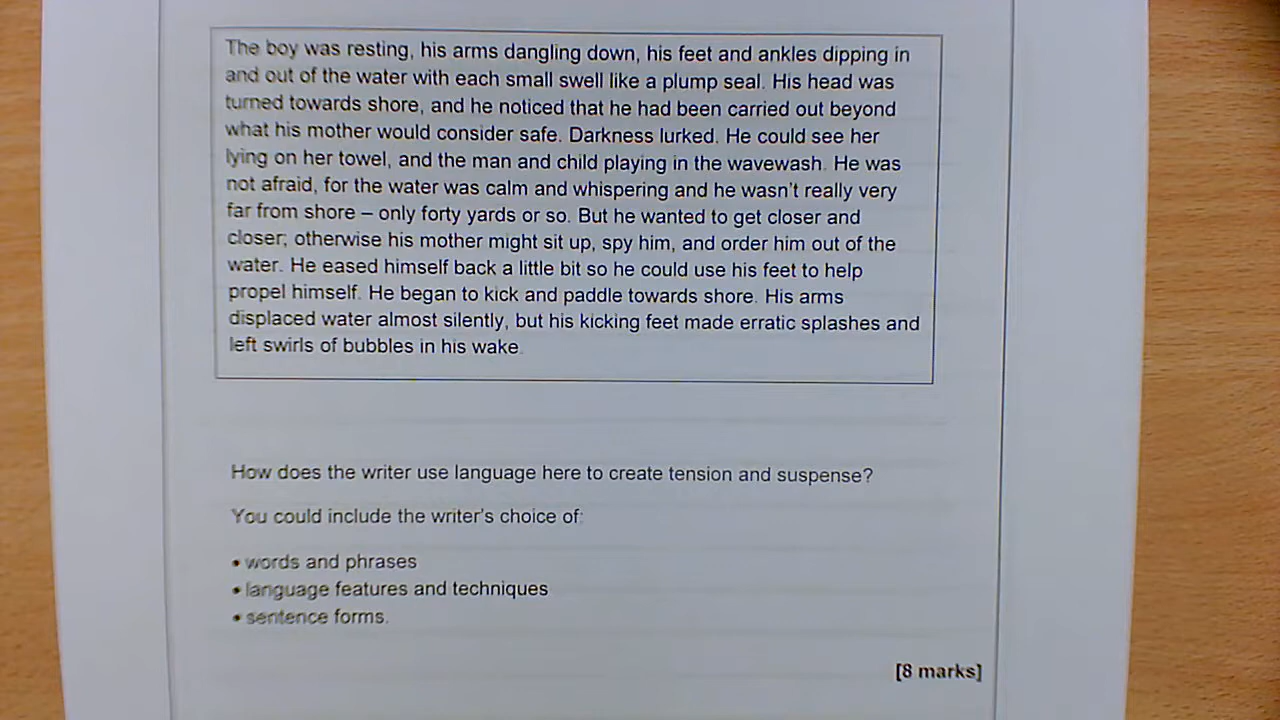 The boy was resting, his arms dangling down, his feet and ankles dipping in
and out of the water with each small swell like a plump seal. His head was
turned towards shore, and he noticed that he had been carried out beyond
what his mother would consider safe. Darkness lurked. He could see her
lying on her towel, and the man and child playing in the wavewash. He was
not afraid, for the water was calm and whispering and he wasn't really very
far from shore – only forty yards or so. But he wanted to get closer and
closer; otherwise his mother might sit up, spy him, and order him out of the
water. He eased himself back a little bit so he could use his feet to help
propel himself. He began to kick and paddle towards shore. His arms
displaced water almost silently, but his kicking feet made erratic splashes and
left swirls of bubbles in his wake.
How does the writer use language here to create tension and suspense?
You could include the writer's choice of:
• words and phrases
• language features and techniques
• sentence forms.
[8 marks]